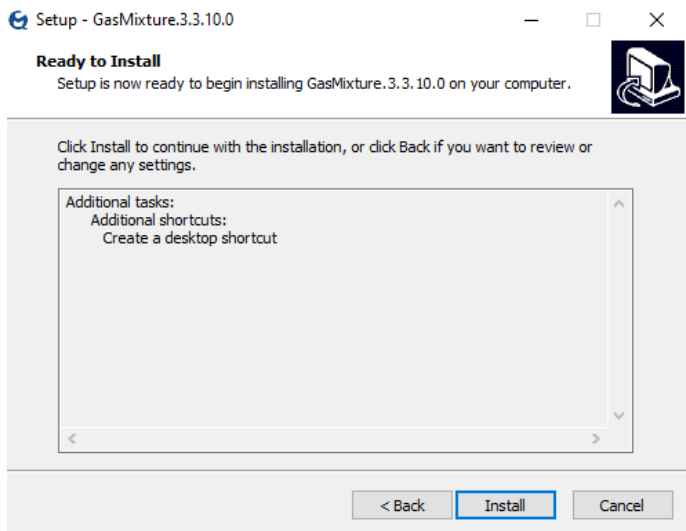 Setup - GasMixture.3.3.10.0
Ready to Install
Setup is now ready to begin installing GasMixture.3.3.10.0 on your computer.
Click Install to continue with the installation, or click Back if you want to review or
change any settings.
Additional tasks:
Additional shortcuts:
Create a desktop shortcut
< Back
Install
Cancel